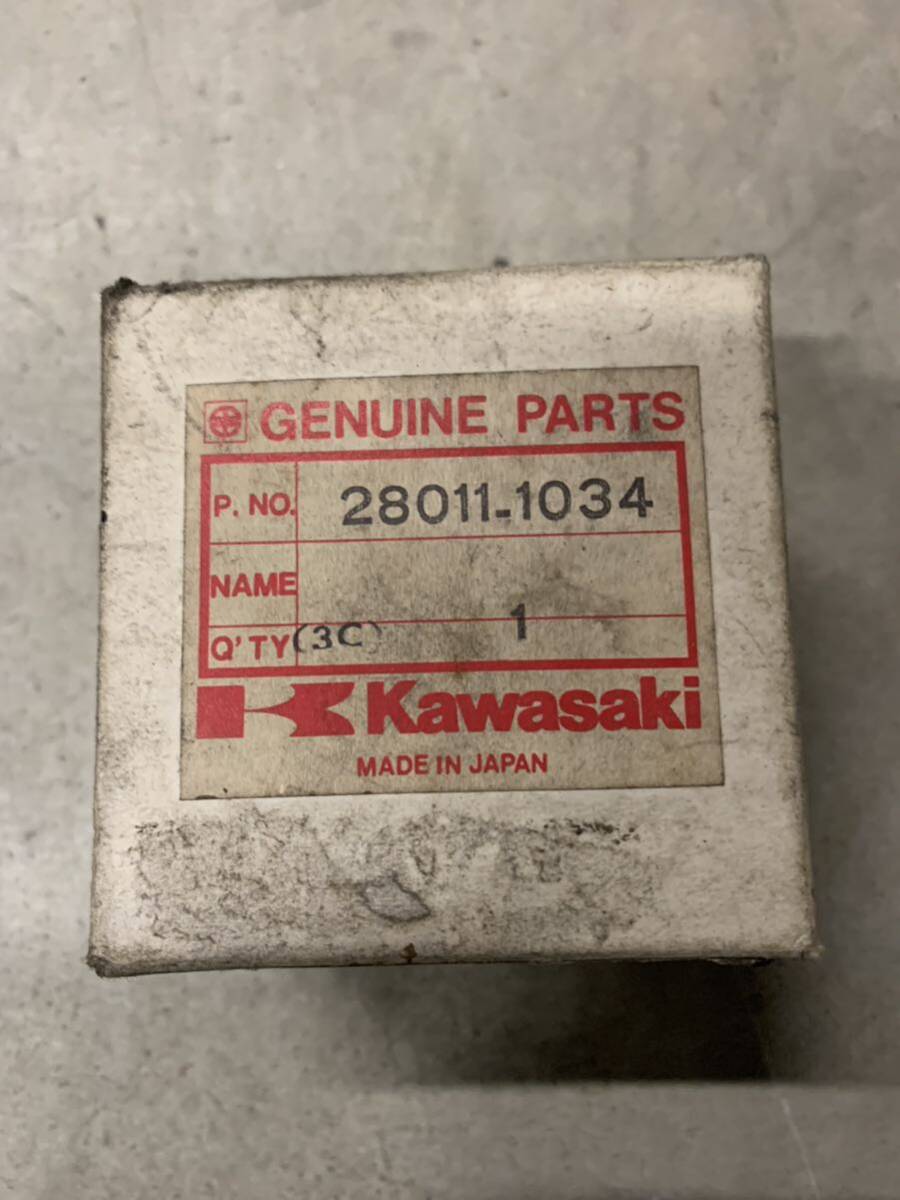 GENUINE PARTS
P. NO. 28011-1034
NAME
Q'TY (3C) 1
Kawasaki
MADE IN JAPAN